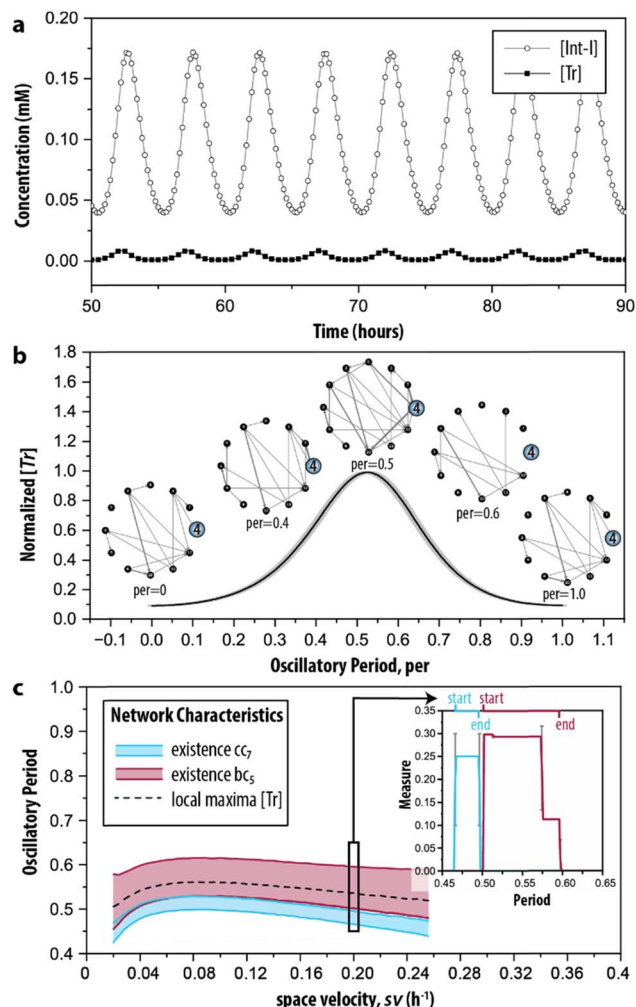 a
0.20
0.15
0.10
0.05
0.00
Concentration (mM)
[Int-I]
[Tr]
50
60
70
80
90
Time (hours)
b
1.8
1.6
1.4
1.2
1.0
0.8
0.6
0.4
0.2
0.0
Normalized [Tr]
4
per=0
4
per=0.4
4
per=0.5
4
per=0.6
4
per=1.0
−0.1 0.0 0.1 0.2 0.3 0.4 0.5 0.6 0.7 0.8 0.9 1.0 1.1
Oscillatory Period, per
c
1.0
0.9
0.8
0.7
0.6
0.5
0.4
Oscillatory Period
Network Characteristics
existence cc₇
existence bc₅
local maxima [Tr]
start start
end end
0.35
0.30
0.25
0.20
0.15
0.10
0.05
0.00
Measure
0.45 0.50 0.55 0.60 0.65
Period
0 0.04 0.08 0.12 0.16 0.20 0.24 0.28 0.32 0.36 0.4
space velocity, sv (h⁻¹)